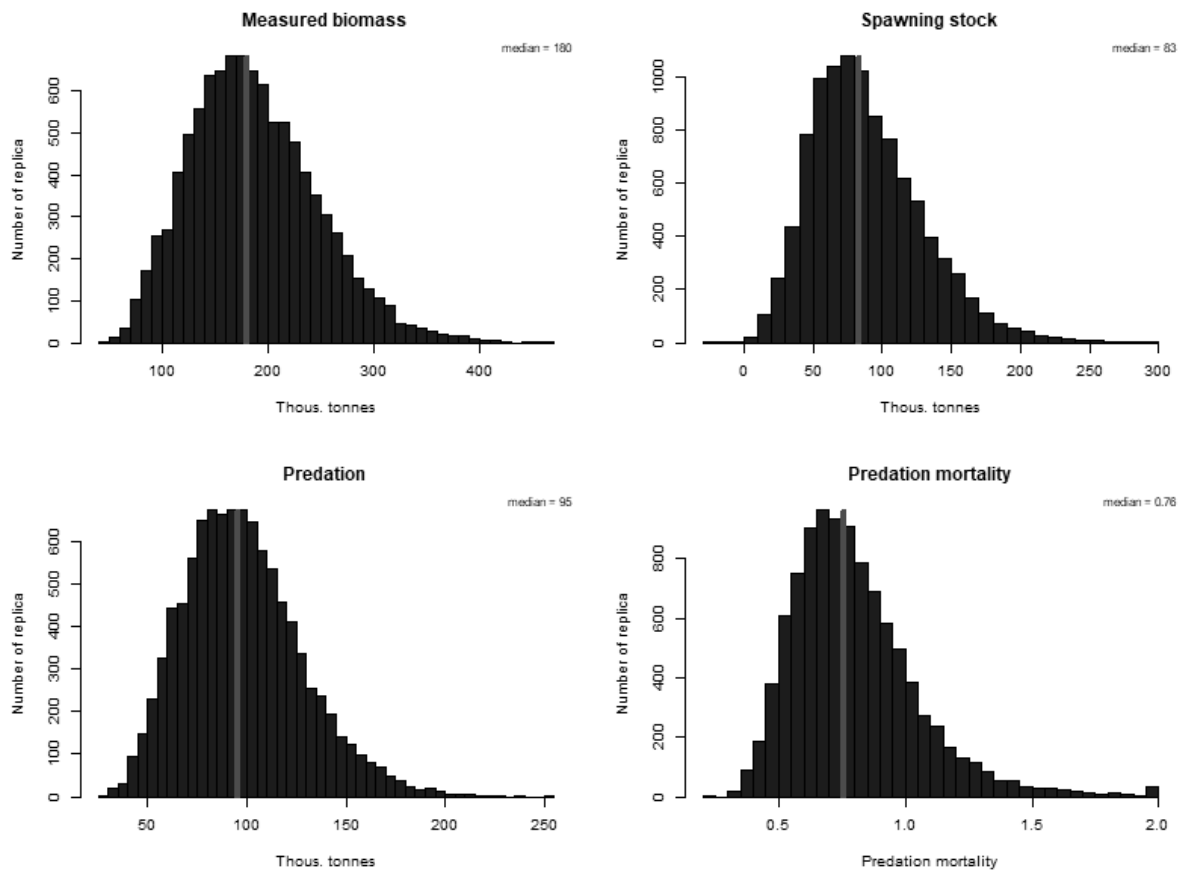 Measured biomass
median = 180
Number of replica
0 100 200 300 400 500 600
100 200 300 400
Thous. tonnes
Spawning stock
median = 83
Number of replica
0 200 400 600 800 1000
0 50 100 150 200 250 300
Thous. tonnes
Predation
median = 95
Number of replica
0 100 200 300 400 500 600
50 100 150 200 250
Thous. tonnes
Predation mortality
median = 0.76
Number of replica
0 200 400 600 800
0.5 1.0 1.5 2.0
Predation mortality